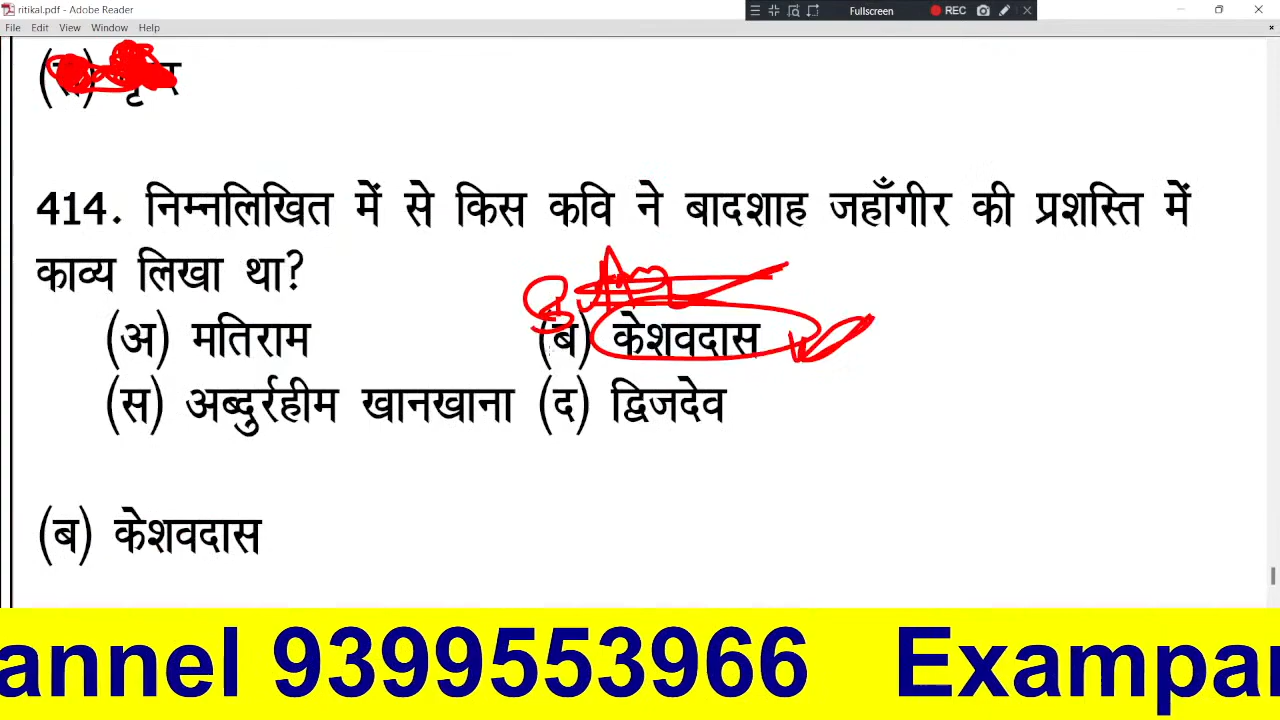 ritikal.pdf - Adobe Reader
Fullscreen REC
File Edit View Window Help
414. निम्नलिखित में से किस कवि ने बादशाह जहाँगीर की प्रशस्ति में
काव्य लिखा था?
(अ) मतिराम (ब) केशवदास
(स) अब्दुर्रहीम खानखाना (द) द्विजदेव
(ब) केशवदास
annel 9399553966 Exampar